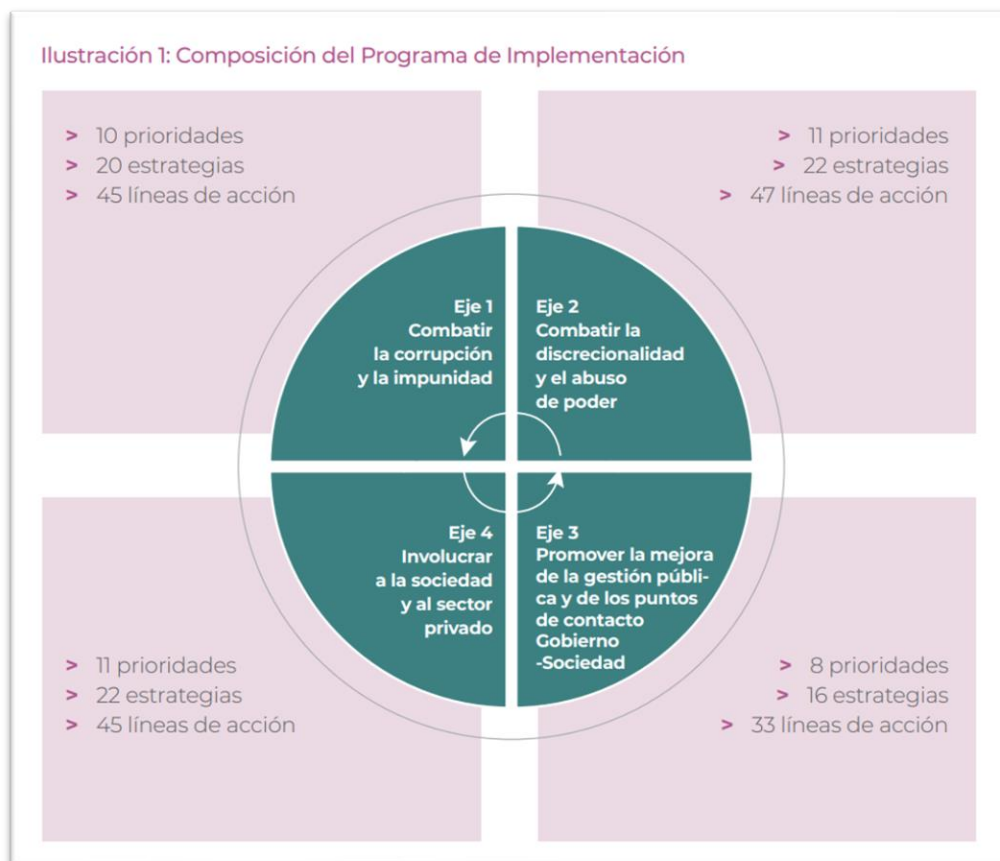 Ilustración 1: Composición del Programa de Implementación
> 10 prioridades
> 20 estrategias
> 45 líneas de acción
> 11 prioridades
> 22 estrategias
> 47 líneas de acción
Eje 1
Combatir
la corrupción
y la impunidad
Eje 2
Combatir la
discrecionalidad
y el abuso
de poder
Eje 4
Involucrar
a la sociedad
y al sector
privado
Eje 3
Promover la mejora
de la gestión públi-
ca y de los puntos
de contacto
Gobierno
-Sociedad
> 11 prioridades
> 22 estrategias
> 45 líneas de acción
> 8 prioridades
> 16 estrategias
> 33 líneas de acción